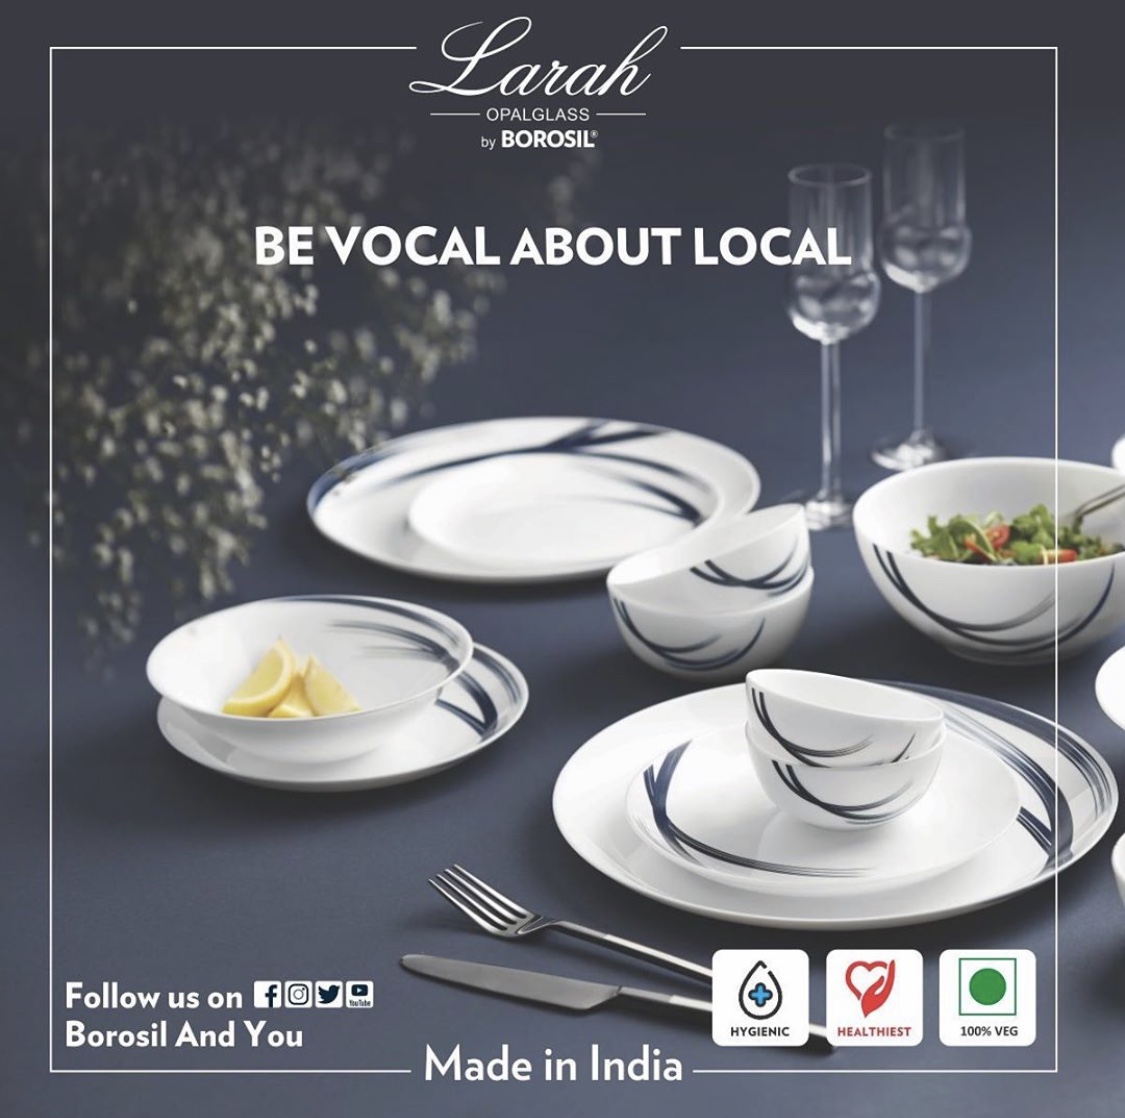 Larah
OPALGLASS
by BOROSIL®
BE VOCAL ABOUT LOCAL
Follow us on
YouTube
Borosil And You
HYGIENIC
HEALTHIEST
100% VEG
Made in India